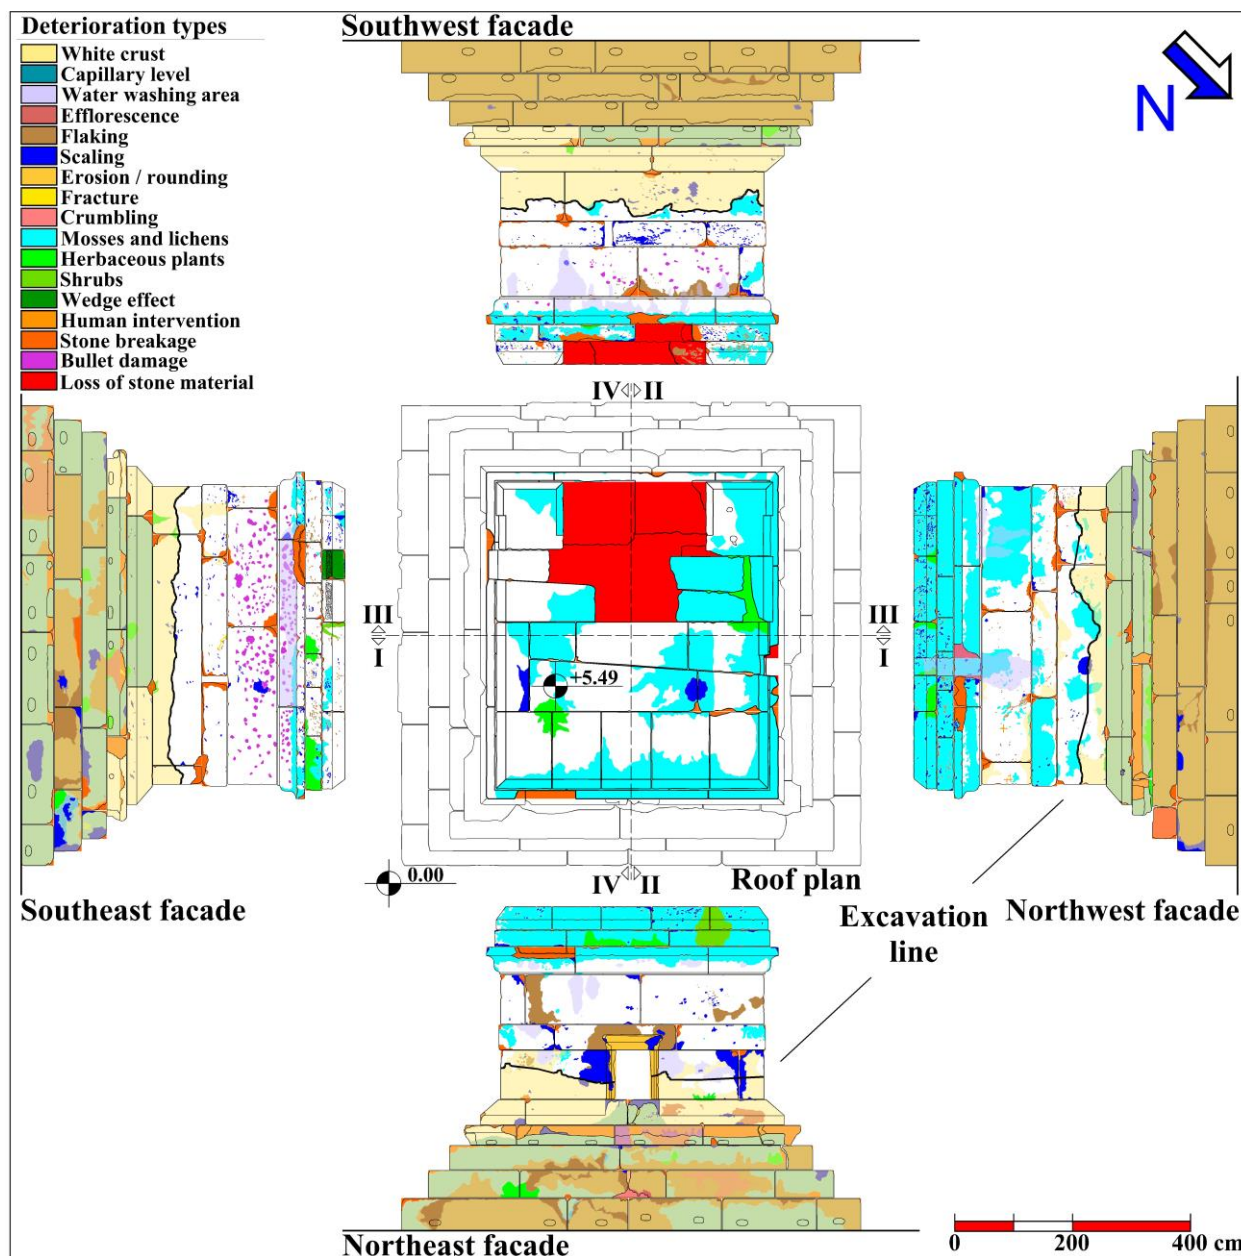 Deterioration types
White crust
Capillary level
Water washing area
Efflorescence
Flaking
Scaling
Erosion / rounding
Fracture
Crumbling
Mosses and lichens
Herbaceous plants
Shrubs
Wedge effect
Human intervention
Stone breakage
Bullet damage
Loss of stone material
Southwest facade
N
IV II
III
I
III
I
+5.49
0.00
IV II
Roof plan
Southeast facade
Excavation
line
Northwest facade
Northeast facade
0 200 400 cm